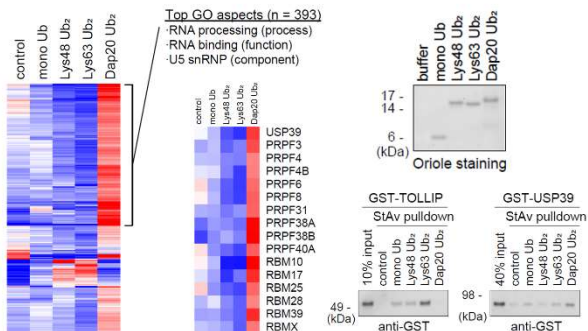 Top GO aspects (n = 393)
·RNA processing (process)
·RNA binding (function)
·U5 snRNP (component)
control
mono Ub
Lys48 Ub₂
Lys63 Ub₂
Dap20 Ub₂
control
mono Ub
Lys48 Ub₂
Lys63 Ub₂
Dap20 Ub₂
USP39
PRPF3
PRPF4
PRPF4B
PRPF6
PRPF8
PRPF31
PRPF38A
PRPF38B
PRPF40A
RBM10
RBM17
RBM25
RBM28
RBM39
RBMX
buffer
mono Ub
Lys48 Ub₂
Lys63 Ub₂
Dap20 Ub₂
17
14
6
(kDa)
Oriole staining
GST-TOLLIP
StAv pulldown
10% input
control
mono Ub
Lys48 Ub₂
Lys63 Ub₂
Dap20 Ub₂
49
(kDa)
anti-GST
GST-USP39
StAv pulldown
40% input
control
mono Ub
Lys48 Ub₂
Lys63 Ub₂
Dap20 Ub₂
98
(kDa)
anti-GST